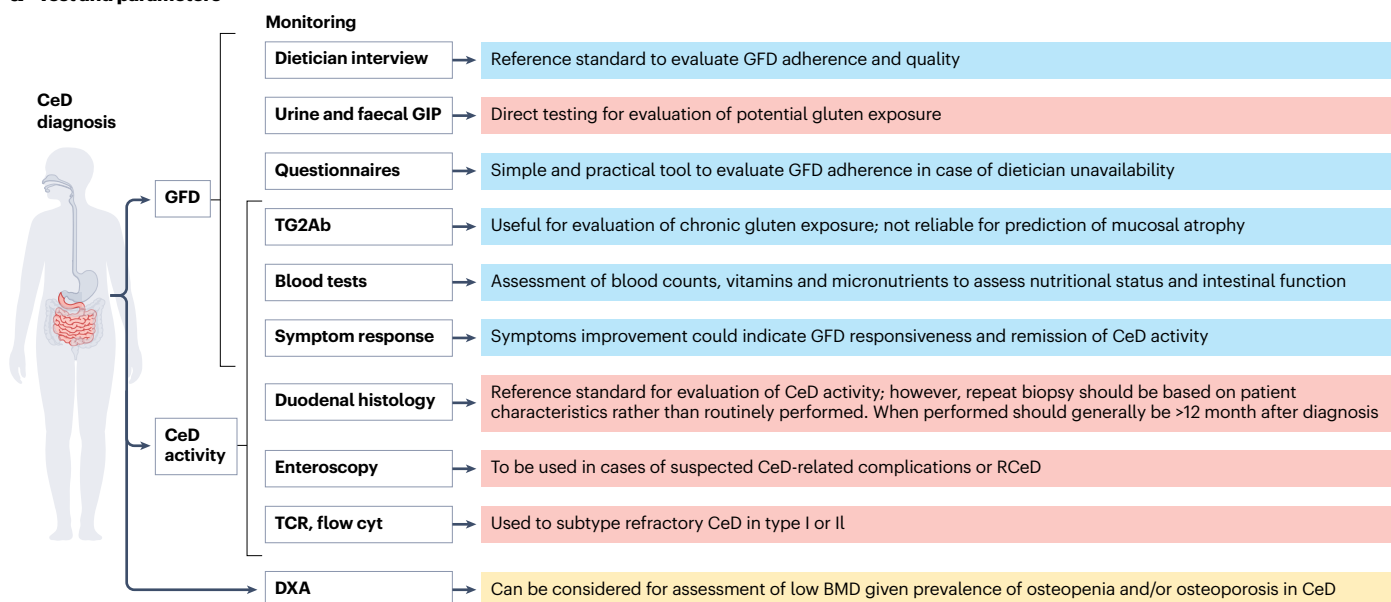 Monitoring
CeD
diagnosis
GFD
CeD
activity
Dietician interview
Reference standard to evaluate GFD adherence and quality
Urine and faecal GIP
Direct testing for evaluation of potential gluten exposure
Questionnaires
Simple and practical tool to evaluate GFD adherence in case of dietician unavailability
TG2Ab
Useful for evaluation of chronic gluten exposure; not reliable for prediction of mucosal atrophy
Blood tests
Assessment of blood counts, vitamins and micronutrients to assess nutritional status and intestinal function
Symptom response
Symptoms improvement could indicate GFD responsiveness and remission of CeD activity
Duodenal histology
Reference standard for evaluation of CeD activity; however, repeat biopsy should be based on patient
characteristics rather than routinely performed. When performed should generally be >12 month after diagnosis
Enteroscopy
To be used in cases of suspected CeD-related complications or RCeD
TCR, flow cyt
Used to subtype refractory CeD in type I or II
DXA
Can be considered for assessment of low BMD given prevalence of osteopenia and/or osteoporosis in CeD